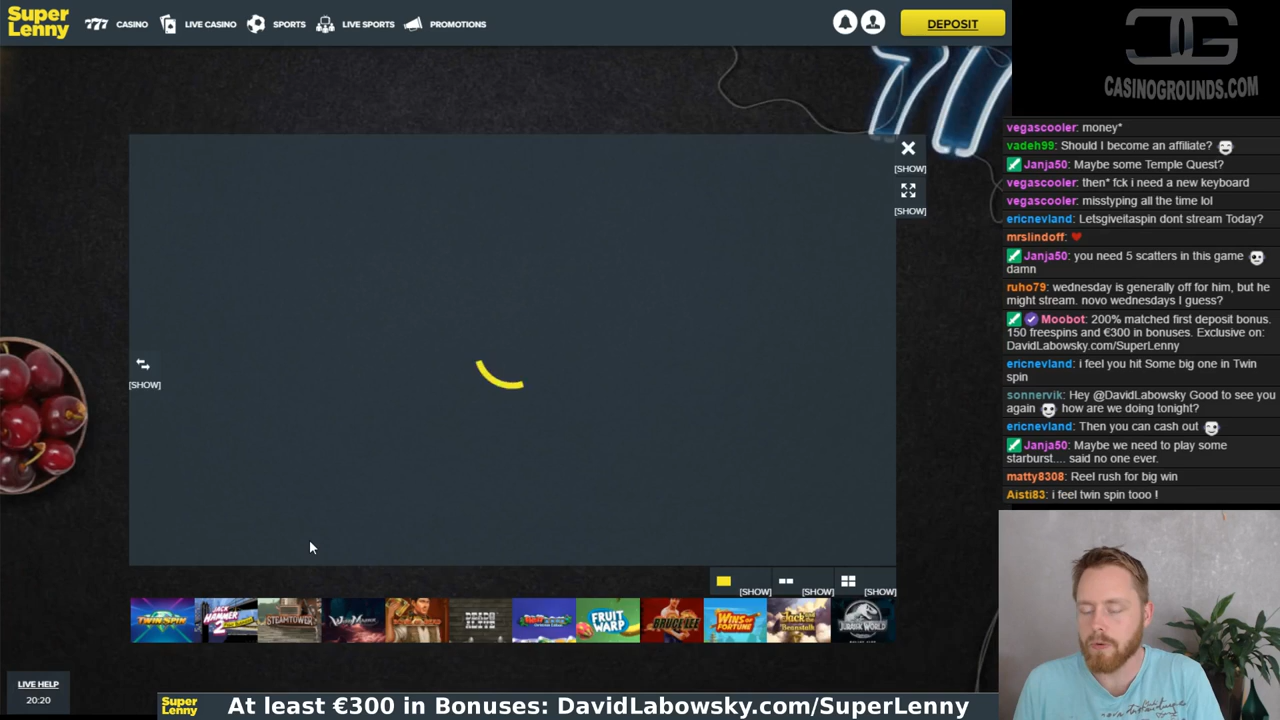 Super
Lenny
777
CASINO
LIVE CASINO
SPORTS
LIVE SPORTS
PROMOTIONS
DEPOSIT
CASINOGROUNDS.COM
[SHOW]
[SHOW]
[SHOW]
vegascooler: money*
vadeh99: Should I become an affiliate?
Janja50: Maybe some Temple Quest?
vegascooler: then* fck i need a new keyboard
vegascooler: misstyping all the time lol
ericnevland: Letsgiveitaspin dont stream Today?
mrslindoff: ♥
Janja50: you need 5 scatters in this game
damn
ruho79: wednesday is generally off for him, but he
might stream. novo wednesdays I guess?
Moobot: 200% matched first deposit bonus.
150 freespins and €300 in bonuses. Exclusive on:
DavidLabowsky.com/SuperLenny
ericnevland: i feel you hit Some big one in Twin
spin
sonnervik: Hey @DavidLabowsky Good to see you
again how are we doing tonight?
ericnevland: Then you can cash out
Janja50: Maybe we need to play some
starburst.... said no one ever.
matty8308: Reel rush for big win
Aisti83: i feel twin spin tooo !
[SHOW]
[SHOW]
[SHOW]
TWIN SPIN
JACK
HAMMER
2
STEAMTOWER
DEAD
FRUIT
WARP
BRUCE LEE
WINS OF
FORTUNE
Jack
Beanstalk
JURASSIC WORLD
LIVE HELP
20:20
Super
Lenny
At least €300 in Bonuses: DavidLabowsky.com/SuperLenny